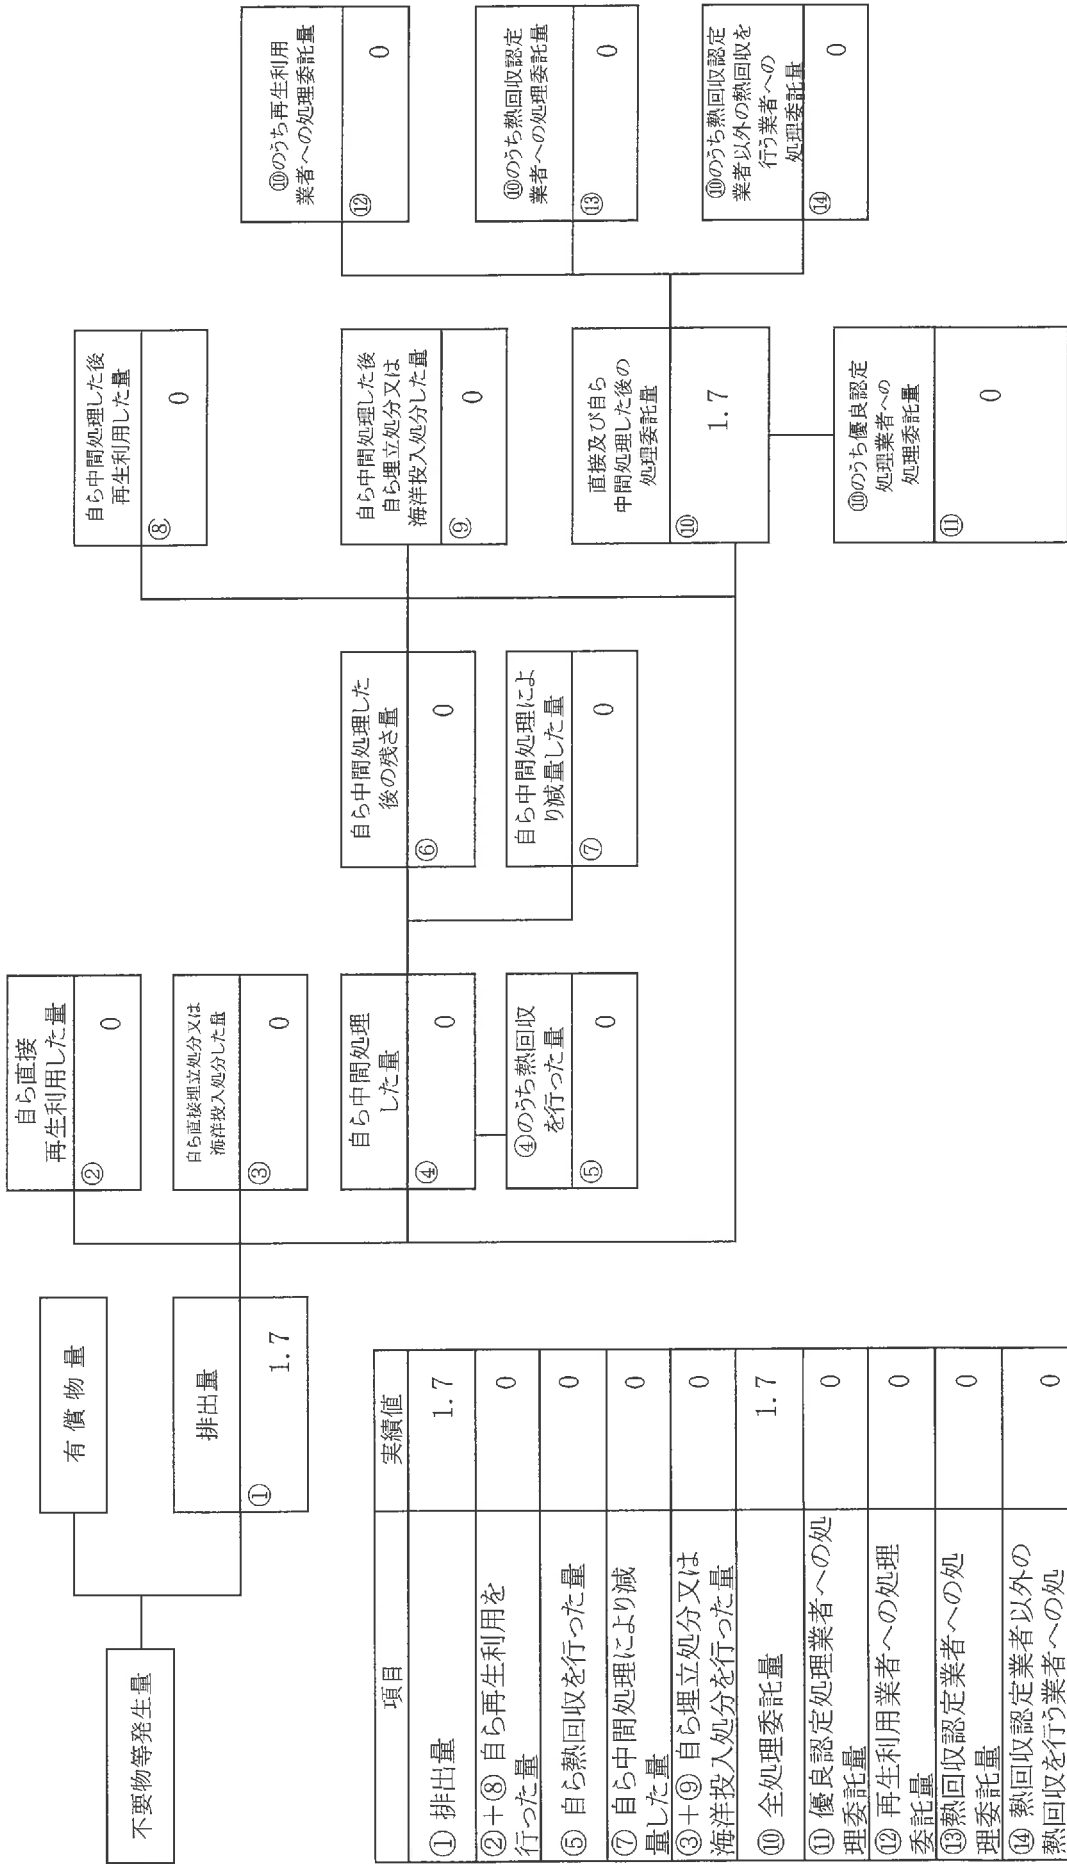 不要物等発生量
有償物量
排出量
①
1.7
自ら直接
再生利用した量
②
0
自ら直接埋立処分又は
海洋投入処分した量
③
0
自ら中間処理
した量
④
0
④のうち熱回収
を行った量
⑤
0
自ら中間処理した
後の残さ量
⑥
0
自ら中間処理によ
り減量した量
⑦
0
自ら中間処理した後
再生利用した量
⑧
0
自ら中間処理した後
自ら埋立処分又は
海洋投入処分した量
⑨
0
直接及び自ら
中間処理した後の
処理委託量
⑩
1.7
⑩のうち優良認定
処理業者への
処理委託量
⑪
0
⑩のうち再生利用
業者への処理委託量
⑫
0
⑩のうち熱回収認定
業者への処理委託量
⑬
0
⑩のうち熱回収認定
業者以外の熱回収を
行う業者への
処理委託量
⑭
0
項目 実績値
①排出量 1.7
②+⑧ 自ら再生利用を
行った量 0
⑤ 自ら熱回収を行った量 0
⑦ 自ら中間処理により減
量した量 0
③+⑨ 自ら埋立処分又は
海洋投入処分を行った量 0
⑩ 全処理委託量 1.7
⑪ 優良認定処理業者への処
理委託量 0
⑫ 再生利用業者への処理
委託量 0
⑬熱回収認定業者への処
理委託量 0
⑭ 熱回収認定業者以外の
熱回収を行う業者への処 0